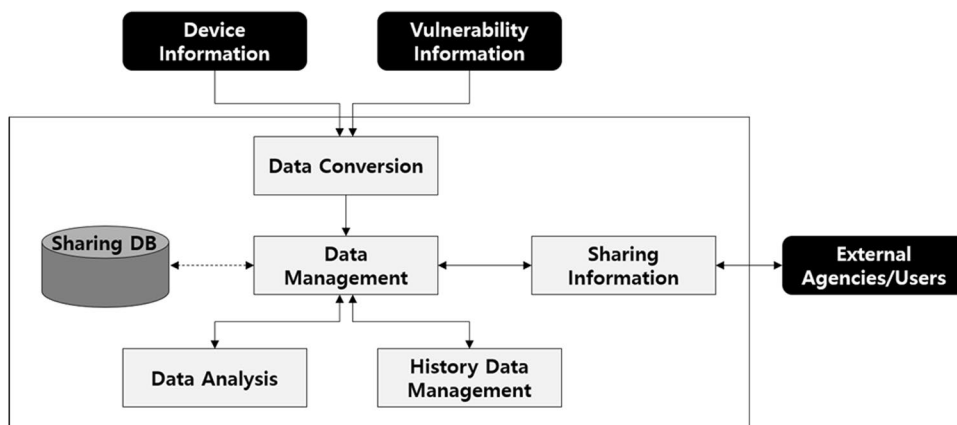 Device
Information
Vulnerability
Information
Data Conversion
Sharing DB
Data
Management
Sharing
Information
External
Agencies/Users
Data Analysis
History Data
Management